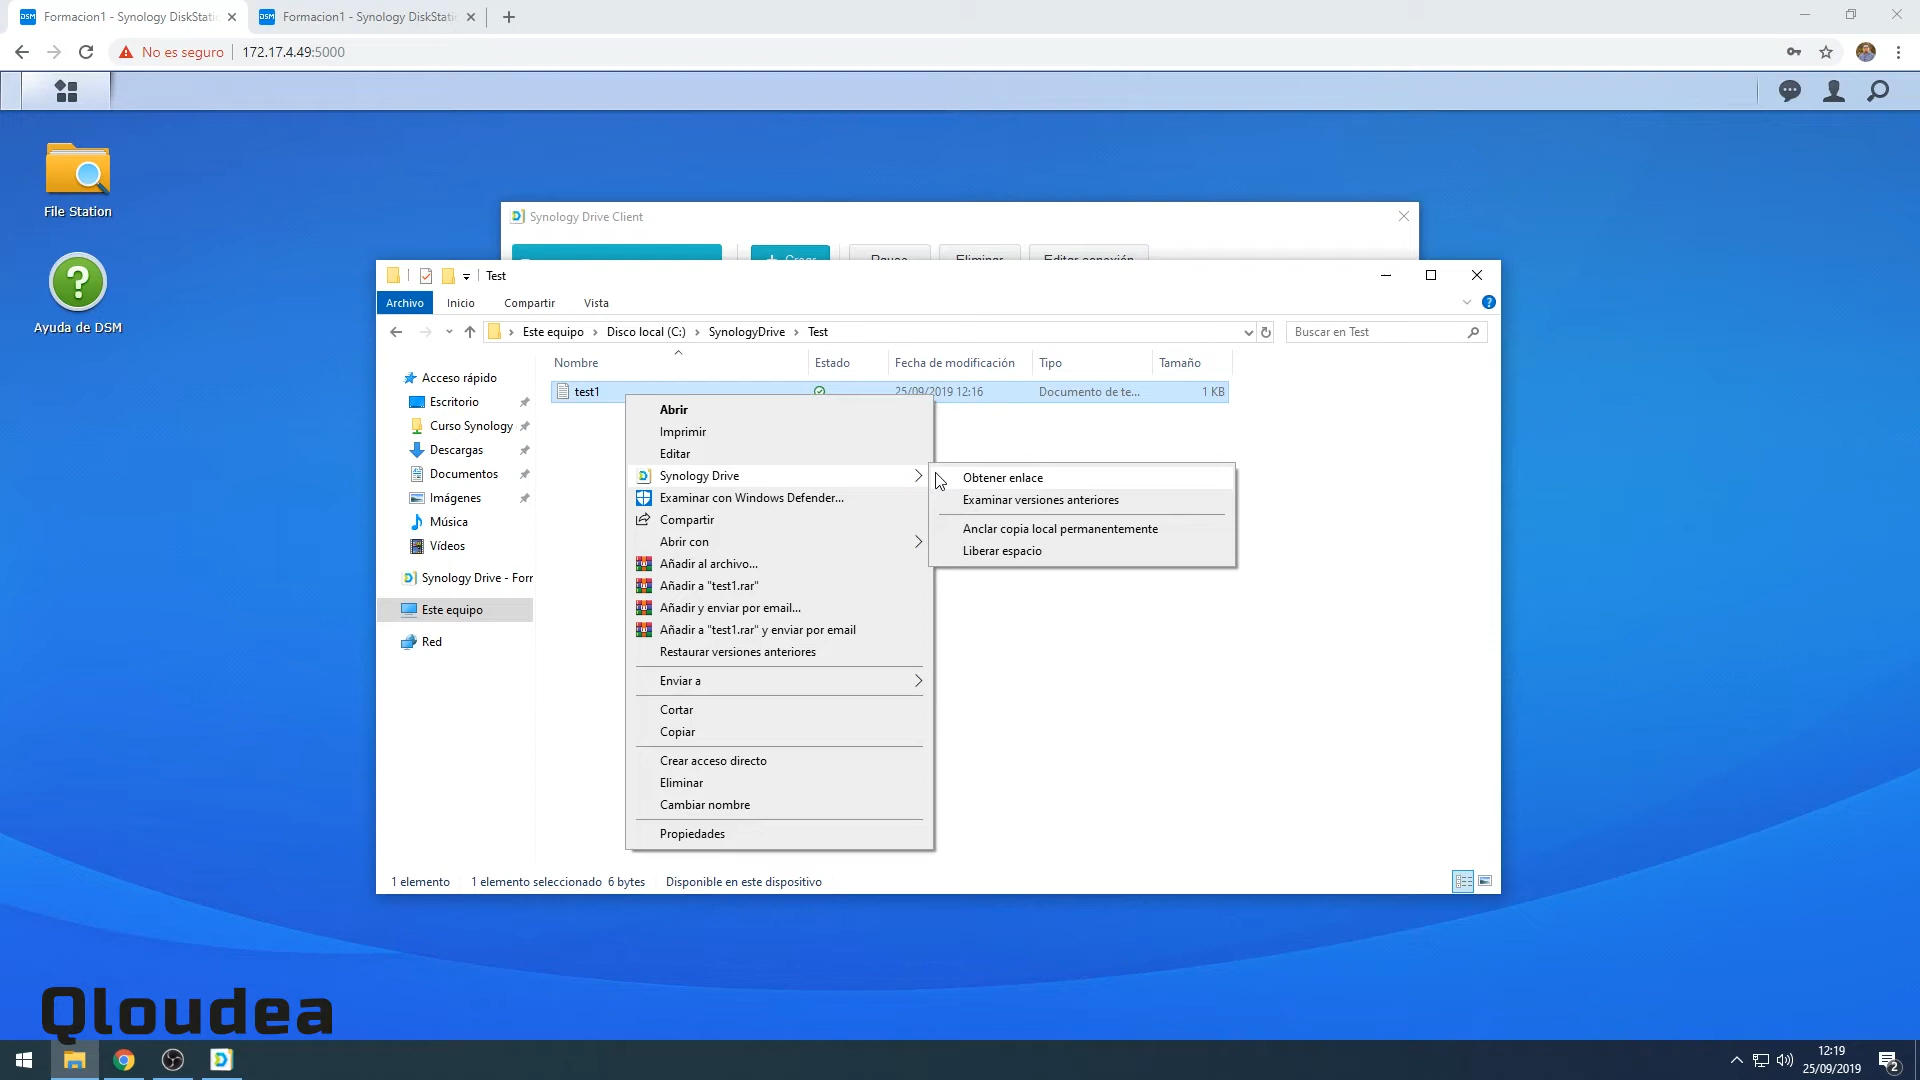 Formacion1 - Synology DiskStati
Formacion1 - Synology DiskStati
No es seguro
172.17.4.49:5000
File Station
Ayuda de DSM
Synology Drive Client
Crear
Pausa
Eliminar
Editar conexión
Test
Archivo
Inicio
Compartir
Vista
Este equipo
Disco local (C:)
SynologyDrive
Test
Buscar en Test
Nombre
Estado
Fecha de modificación
Tipo
Tamaño
test1
25/09/2019 12:16
Documento de te...
1 KB
Acceso rápido
Escritorio
Curso Synology
Descargas
Documentos
Imágenes
Música
Vídeos
Synology Drive - For
Este equipo
Red
Abrir
Imprimir
Editar
Synology Drive
Examinar con Windows Defender...
Compartir
Abrir con
Añadir al archivo...
Añadir a "test1.rar"
Añadir y enviar por email...
Añadir a "test1.rar" y enviar por email
Restaurar versiones anteriores
Enviar a
Cortar
Copiar
Crear acceso directo
Eliminar
Cambiar nombre
Propiedades
Obtener enlace
Examinar versiones anteriores
Anclar copia local permanentemente
Liberar espacio
1 elemento
1 elemento seleccionado 6 bytes
Disponible en este dispositivo
Qloudea
12:19
25/09/2019
2